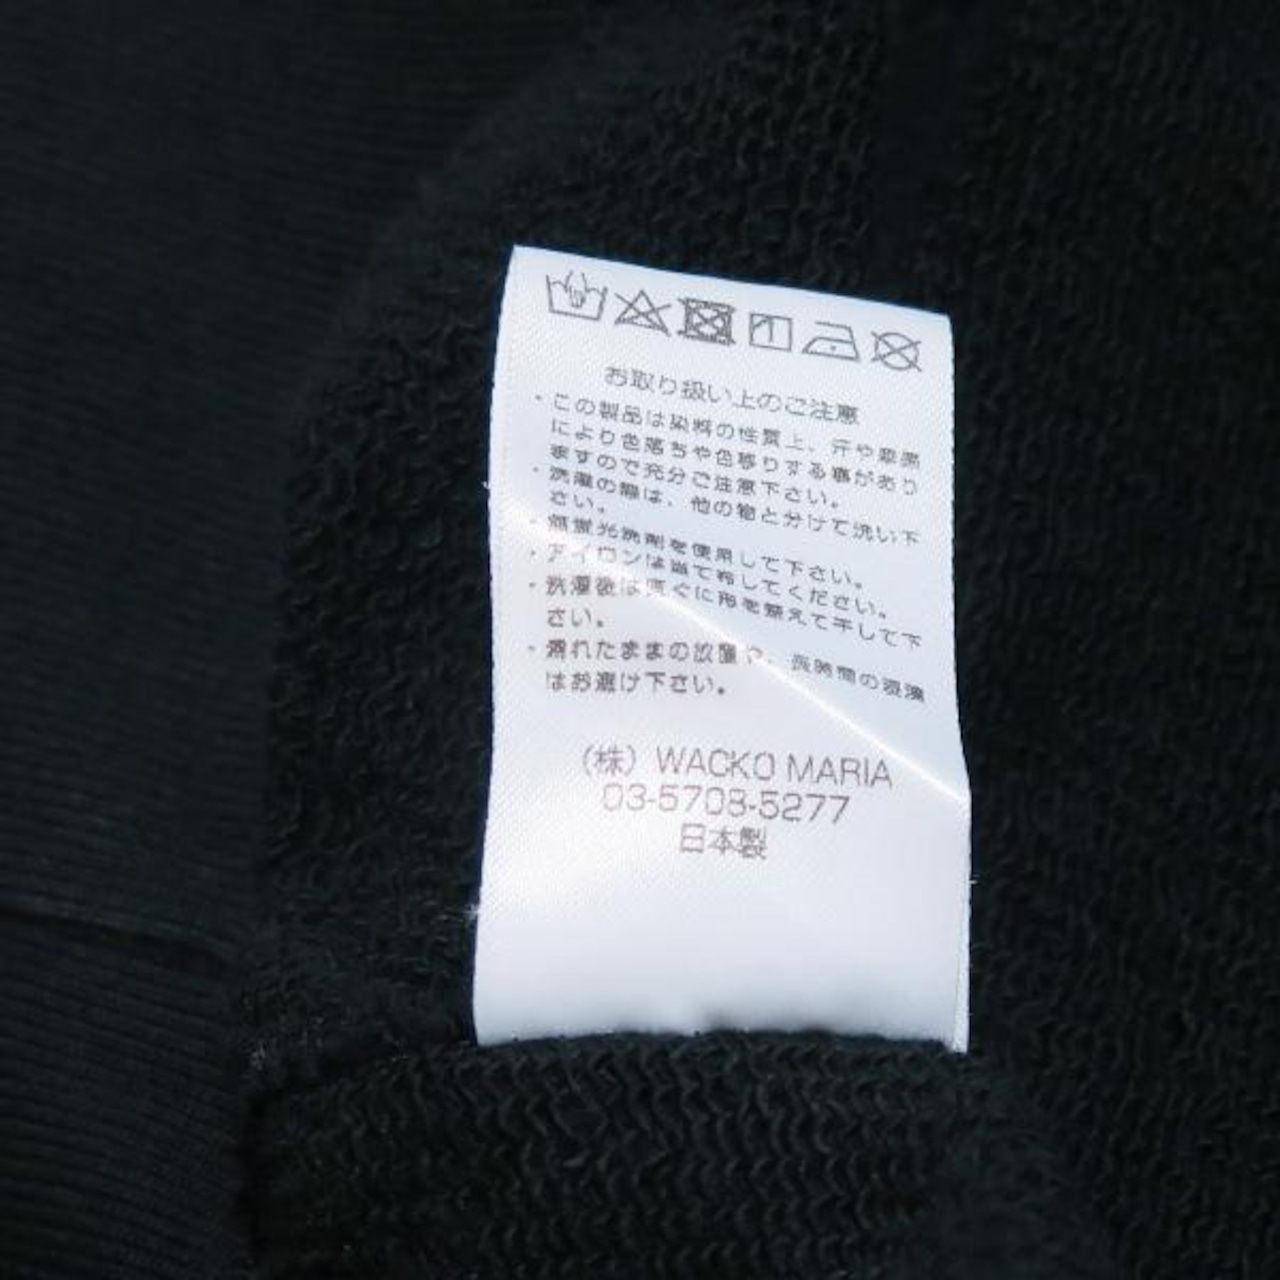 お取り扱い上のご注意
・この製品は染料の性質上、汗や摩擦
により色落ちや色移りする事があり
ますので充分ご注意下さい。
・洗濯の際は、他の物と分けて洗い下
さい。
・無蛍光洗剤を使用して下さい。
・アイロンは当て布してください。
・洗濯後は直ぐに形を整えて干して下
さい。
・濡れたままの放置や、長時間の浸漬
はお避け下さい。
(株) WACKO MARIA
03-5708-5277
日本製